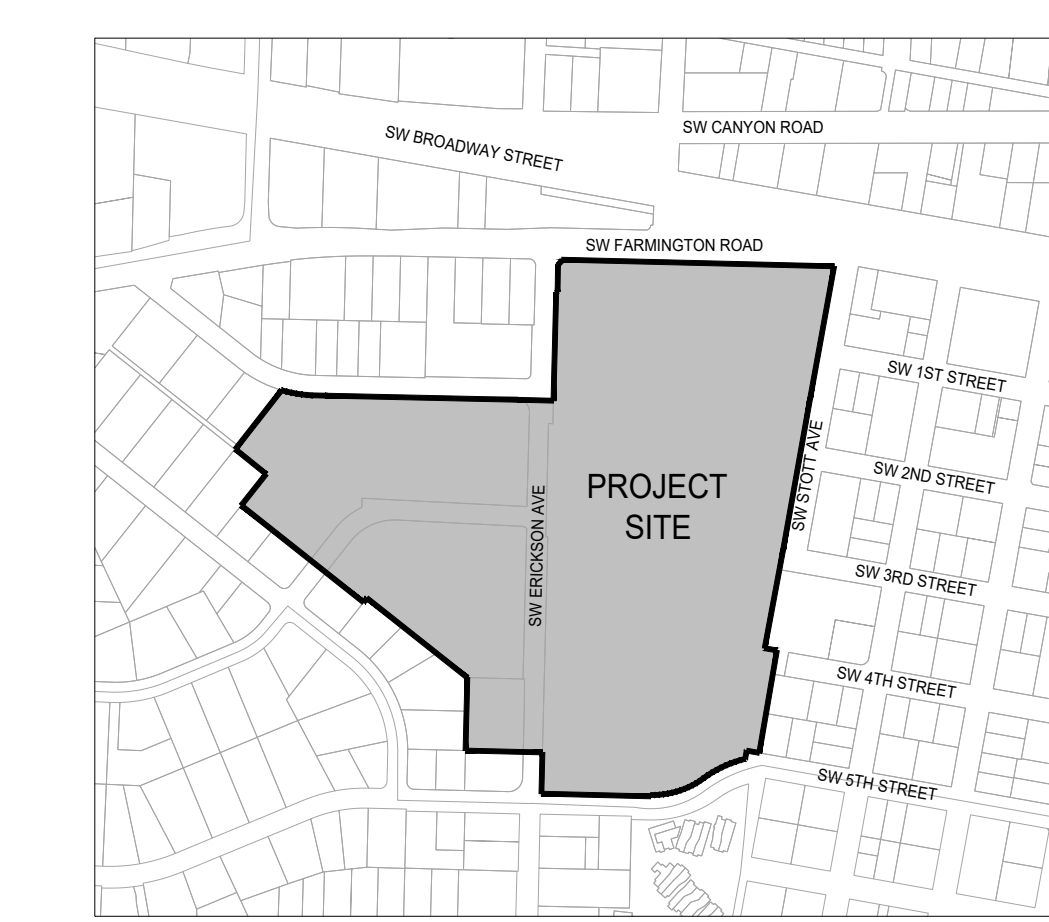 SW CANYON ROAD
SW BROADWAY STREET
SW FARMINGTON ROAD
SW 1ST STREET
SW STOTT AVE
SW 2ND STREET
PROJECT
SITE
SW ERICKSON AVE
SW 3RD STREET
SW 4TH STREET
SW 5TH STREET